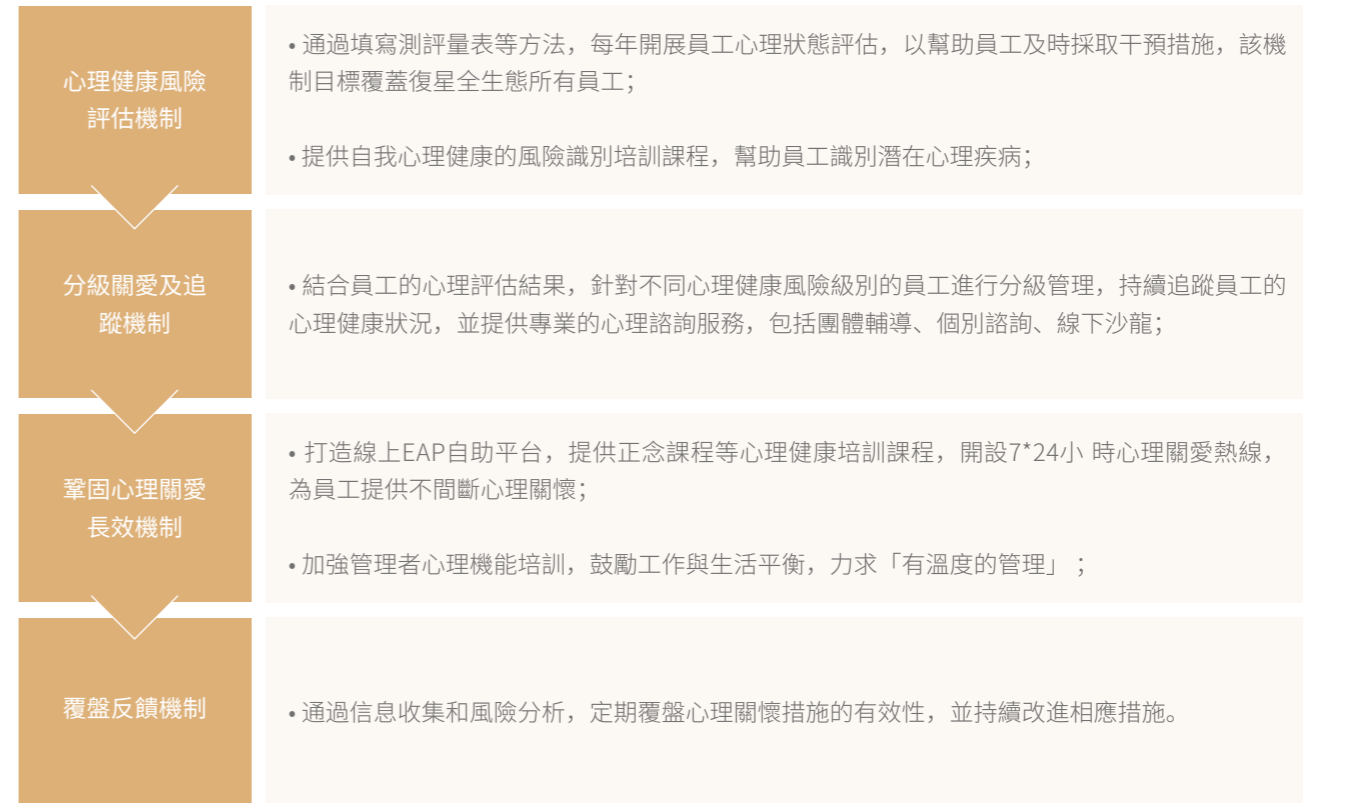 心理健康風險
評估機制
• 通過填寫測評量表等方法，每年開展員工心理狀態評估，以幫助員工及時採取干預措施，該機
制目標覆蓋復星全生態所有員工；
• 提供自我心理健康的風險識別培訓課程，幫助員工識別潛在心理疾病；
分級關愛及追
蹤機制
• 結合員工的心理評估結果，針對不同心理健康風險級別的員工進行分級管理，持續追蹤員工的
心理健康狀況，並提供專業的心理諮詢服務，包括團體輔導、個別諮詢、線下沙龍；
鞏固心理關愛
長效機制
• 打造線上EAP自助平台，提供正念課程等心理健康培訓課程，開設7*24小 時心理關愛熱線，
為員工提供不間斷心理關懷；
• 加強管理者心理機能培訓，鼓勵工作與生活平衡，力求「有溫度的管理」 ；
覆盤反饋機制
• 通過信息收集和風險分析，定期覆盤心理關懷措施的有效性，並持續改進相應措施。